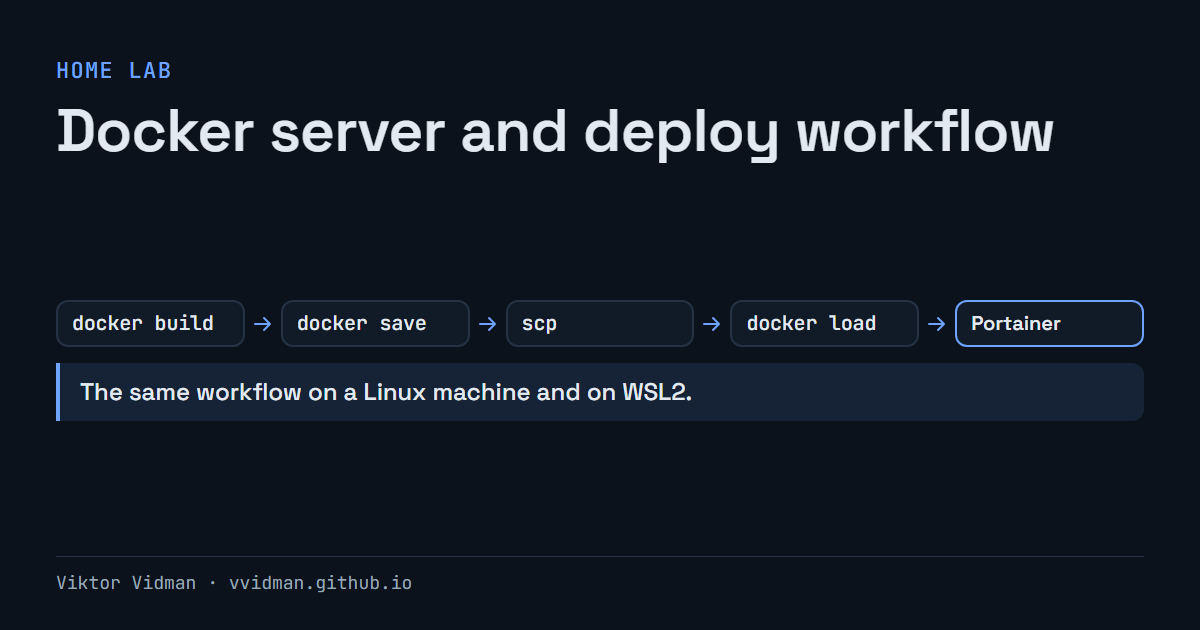 HOME LAB
Docker server and deploy workflow
docker build → docker save → scp → docker load → Portainer
The same workflow on a Linux machine and on WSL2.
Viktor Vidman · vvidman.github.io